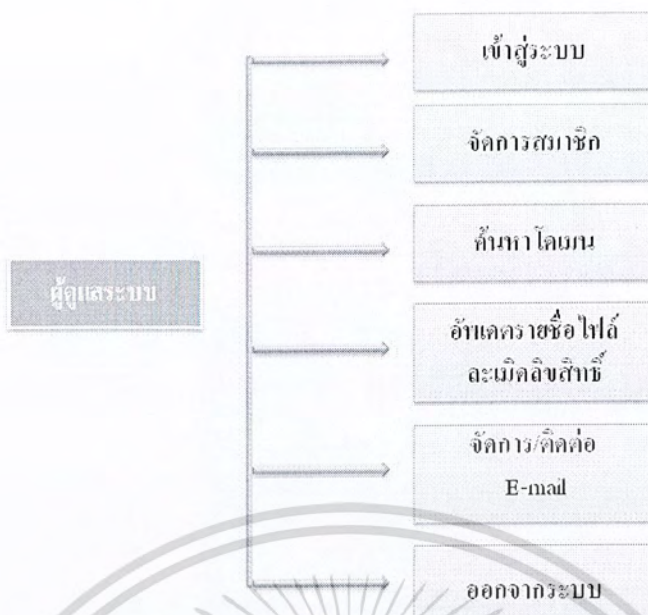 เข้าสู่ระบบ
จัดการสมาชิก
ค้นหาโดเมน
ผู้ดูแลระบบ
อัพเดตรายชื่อไฟล์
ละเมิดลิขสิทธิ์
จัดการ/ติดต่อ
E-mail
ออกจากระบบ